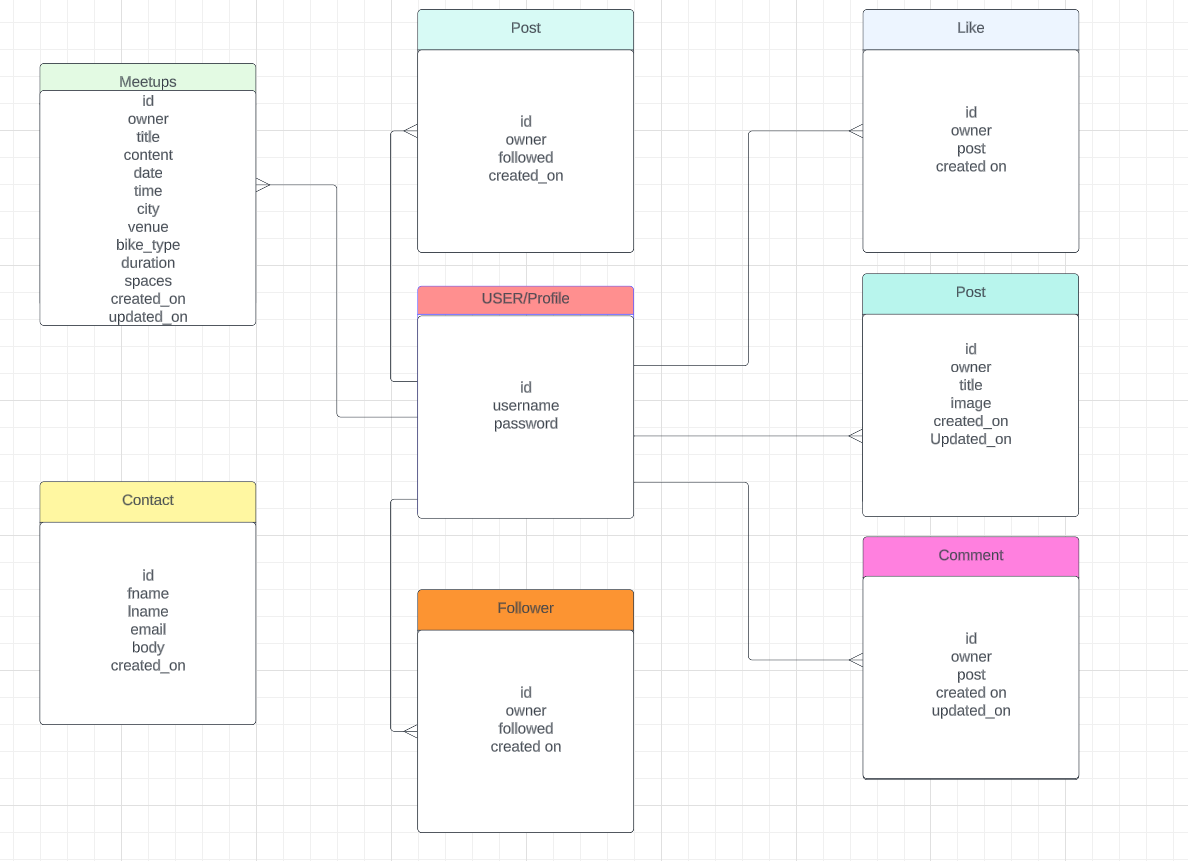 Meetups
id
owner
title
content
date
time
city
venue
bike_type
duration
spaces
created_on
updated_on
Contact
id
fname
lname
email
body
created_on
Post
id
owner
followed
created_on
USER/Profile
id
username
password
Follower
id
owner
followed
created on
Like
id
owner
post
created on
Post
id
owner
title
image
created_on
Updated_on
Comment
id
owner
post
created on
updated_on